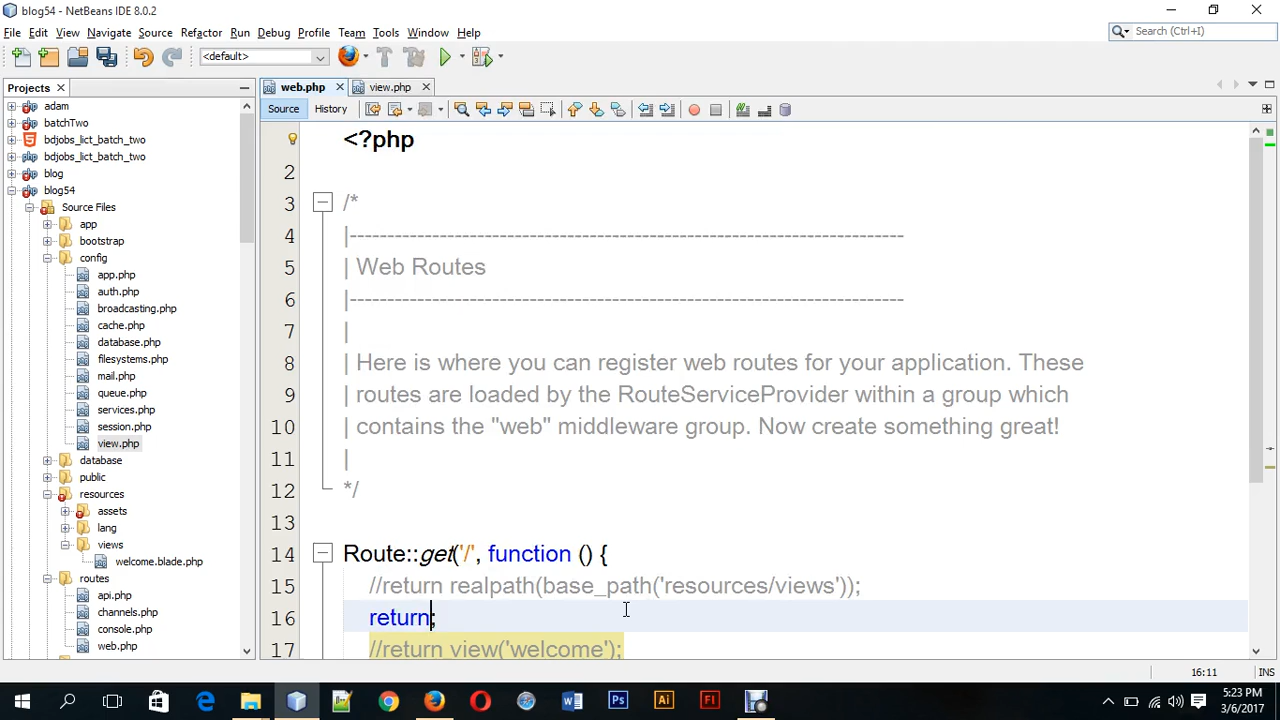 blog54 - NetBeans IDE 8.0.2
File Edit View Navigate Source Refactor Run Debug Profile Team Tools Window Help
Search (Ctrl+I)
<default>
Projects
web.php
view.php
Source
History
adam
batchTwo
bdjobs_lict_batch_two
bdjobs_lict_batch_two
blog
blog54
Source Files
app
bootstrap
config
app.php
auth.php
broadcasting.php
cache.php
database.php
filesystems.php
mail.php
queue.php
services.php
session.php
view.php
database
public
resources
assets
lang
views
welcome.blade.php
routes
api.php
channels.php
console.php
web.php
<?php
2
3 /*
4 |--------------------------------------------------------------------------
5 | Web Routes
6 |--------------------------------------------------------------------------
7 |
8 | Here is where you can register web routes for your application. These
9 | routes are loaded by the RouteServiceProvider within a group which
10 | contains the "web" middleware group. Now create something great!
11 |
12 */
13
14 Route::get('/', function () {
15 //return realpath(base_path('resources/views'));
16 return;
17 //return view('welcome');
16:11
INS
5:23 PM
3/6/2017